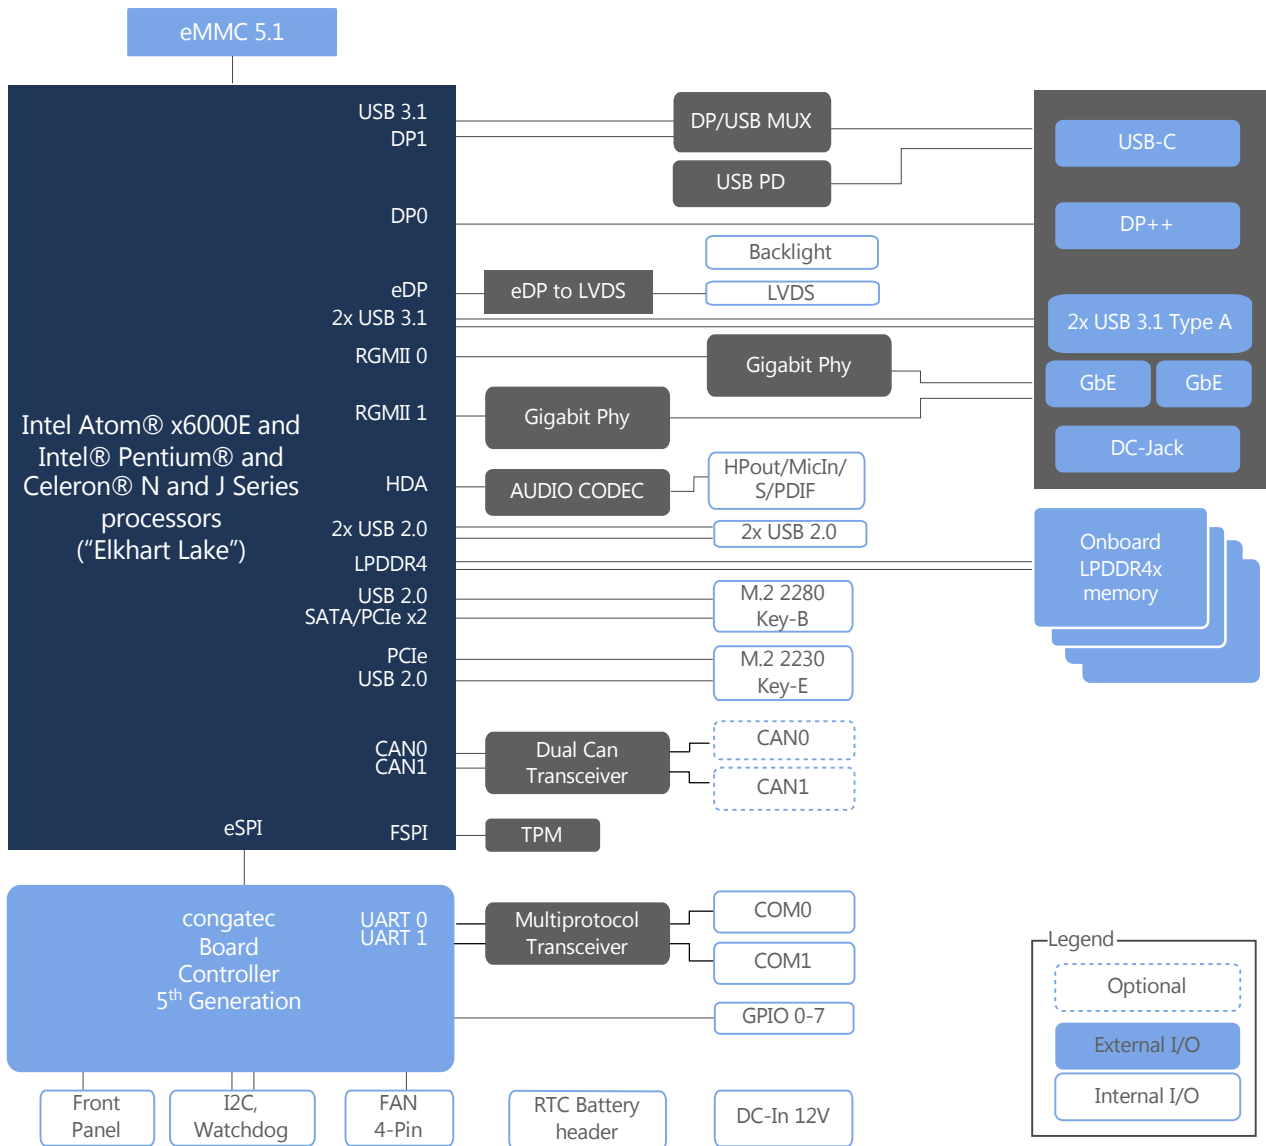 eMMC 5.1
USB 3.1
DP1
DP/USB MUX
USB PD
USB-C
DP0
DP++
Backlight
eDP
eDP to LVDS
LVDS
2x USB 3.1
2x USB 3.1 Type A
RGMII 0
Gigabit Phy
GbE
GbE
RGMII 1
Gigabit Phy
DC-Jack
Intel Atom® x6000E and
Intel® Pentium® and
Celeron® N and J Series
processors
("Elkhart Lake")
HDA
AUDIO CODEC
HPout/MicIn/
S/PDIF
2x USB 2.0
2x USB 2.0
LPDDR4
Onboard
LPDDR4x
memory
USB 2.0
SATA/PCIe x2
M.2 2280
Key-B
PCIe
USB 2.0
M.2 2230
Key-E
CAN0
CAN1
Dual Can
Transceiver
CAN0
CAN1
eSPI
FSPI
TPM
congatec
Board
Controller
5th Generation
UART 0
UART 1
Multiprotocol
Transceiver
COM0
COM1
GPIO 0-7
Legend
Optional
External I/O
Internal I/O
Front
Panel
I2C,
Watchdog
FAN
4-Pin
RTC Battery
header
DC-In 12V